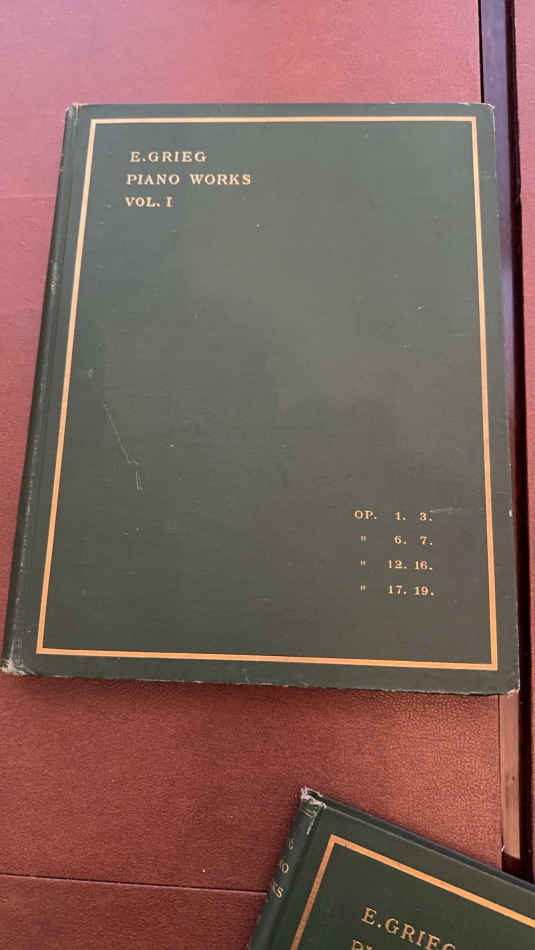 E.GRIEG
PIANO WORKS
VOL. I
OP. 1. 3.
" 6. 7.
" 12. 16.
" 17. 19.
E.GRIEG